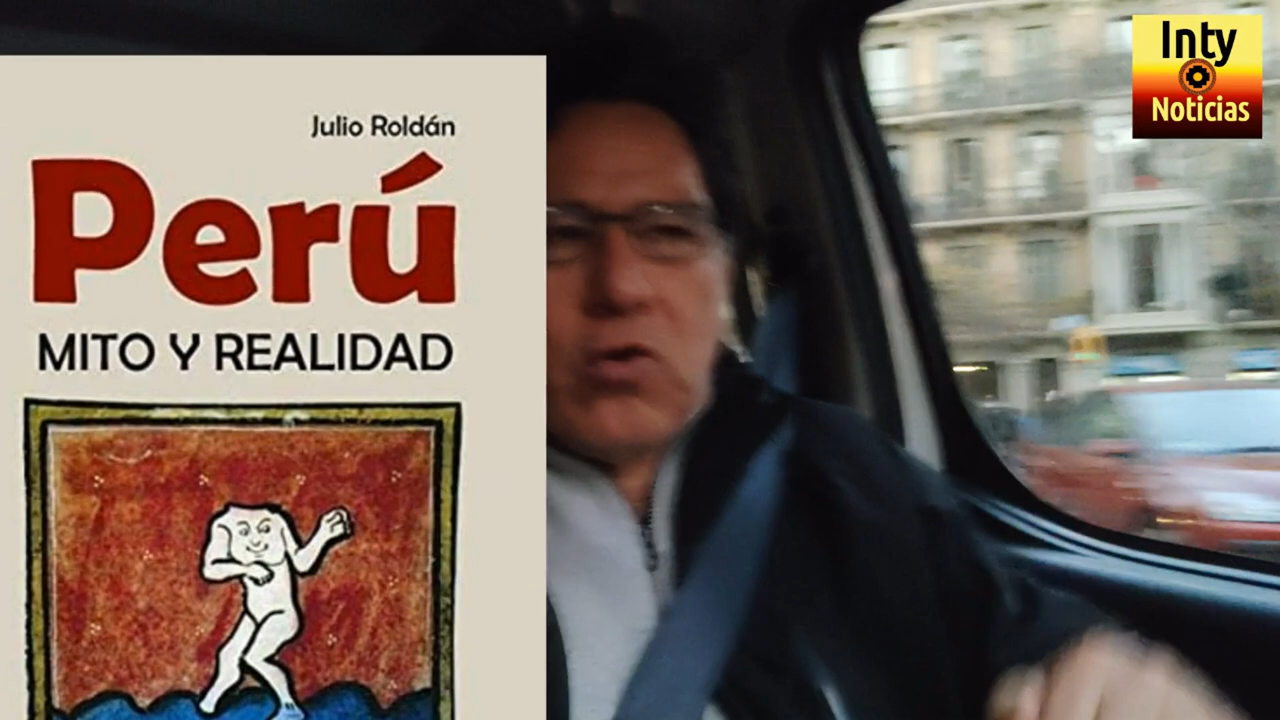 Julio Roldán
Perú
MITO Y REALIDAD
Inty
Noticias